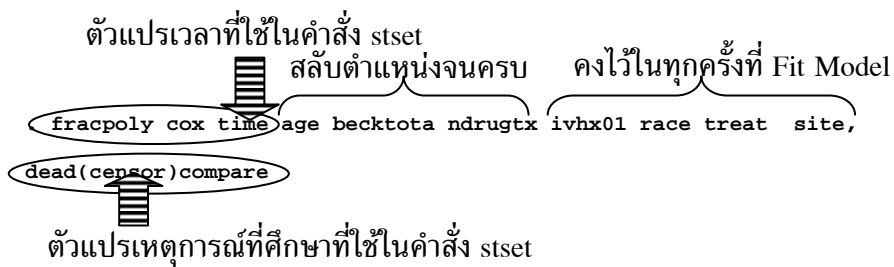 ตัวแปรเวลาที่ใช้ในคำสั่ง stset
สลับตำแหน่งจนครบ
คงไว้ในทุกครั้งที่ Fit Model
. fracpoly cox time age becktota ndrugtx ivhx01 race treat site,
dead(censor)compare
ตัวแปรเหตุการณ์ที่ศึกษาที่ใช้ในคำสั่ง stset